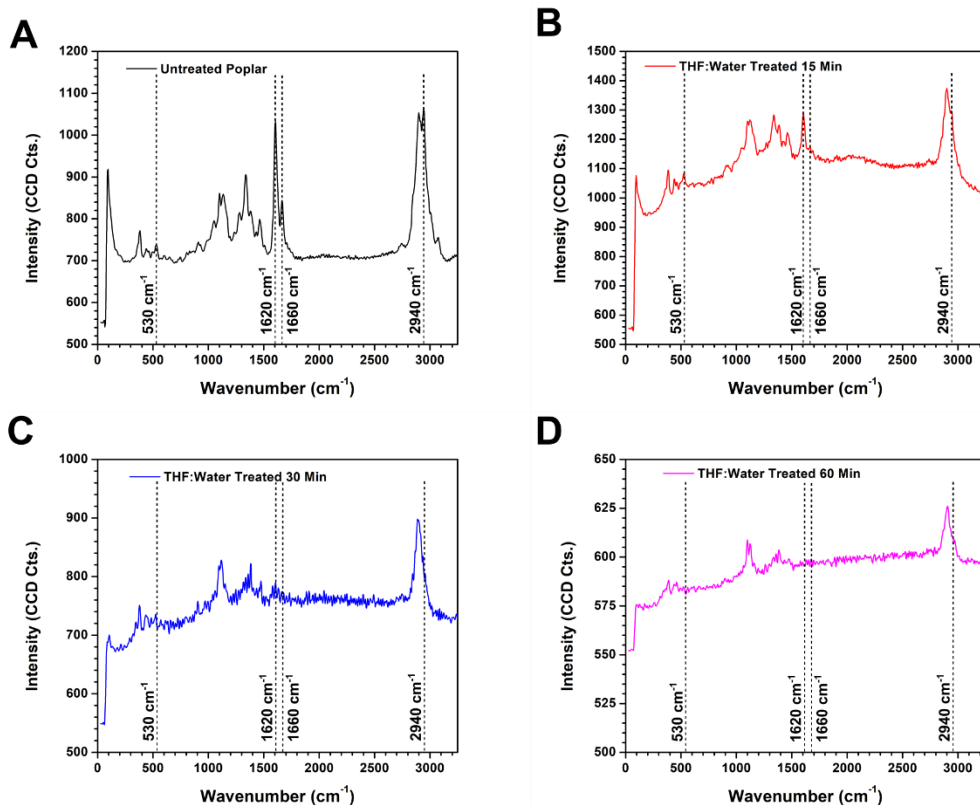 A
Untreated Poplar
1200
1100
1000
900
800
700
600
500
Intensity (CCD Cts.)
530 cm⁻¹
1620 cm⁻¹
1660 cm⁻¹
2940 cm⁻¹
0 500 1000 1500 2000 2500 3000
Wavenumber (cm⁻¹)
B
THF:Water Treated 15 Min
1500
1400
1300
1200
1100
1000
900
800
700
600
500
Intensity (CCD Cts.)
530 cm⁻¹
1620 cm⁻¹
1660 cm⁻¹
2940 cm⁻¹
0 500 1000 1500 2000 2500 3000
Wavenumber (cm⁻¹)
C
THF:Water Treated 30 Min
1000
900
800
700
600
500
Intensity (CCD Cts.)
530 cm⁻¹
1620 cm⁻¹
1660 cm⁻¹
2940 cm⁻¹
0 500 1000 1500 2000 2500 3000
Wavenumber (cm⁻¹)
D
THF:Water Treated 60 Min
650
625
600
575
550
525
500
Intensity (CCD Cts.)
530 cm⁻¹
1620 cm⁻¹
1660 cm⁻¹
2940 cm⁻¹
0 500 1000 1500 2000 2500 3000
Wavenumber (cm⁻¹)